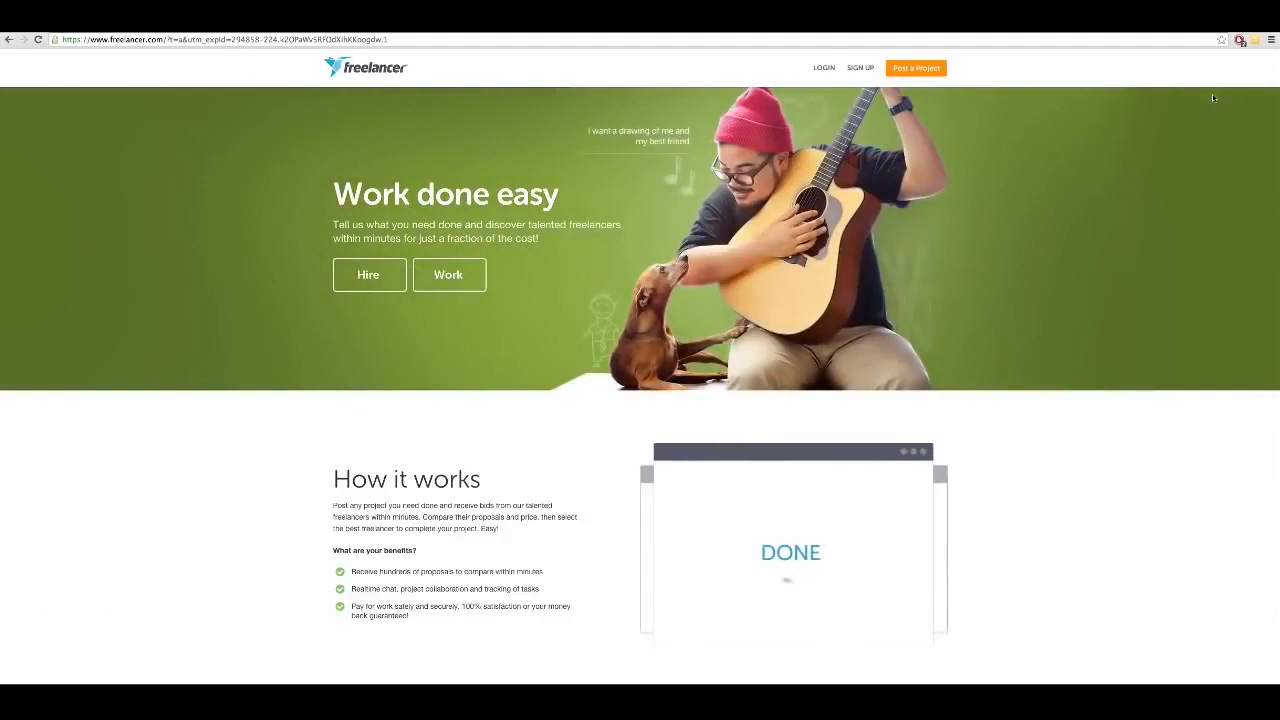 https://www.freelancer.com/?t=a&utm_expid=294858-224.k2OPaWvSRFOdXihKKoogdw.1
freelancer
LOGIN SIGN UP Post a Project
I want a drawing of me and
my best friend
Work done easy
Tell us what you need done and discover talented freelancers
within minutes for just a fraction of the cost!
Hire Work
How it works
Post any project you need done and receive bids from our talented
freelancers within minutes. Compare their proposals and price, then select
the best freelancer to complete your project. Easy!
What are your benefits?
Receive hundreds of proposals to compare within minutes
Realtime chat, project collaboration and tracking of tasks
Pay for work safely and securely. 100% satisfaction or your money
back guaranteed!
DONE